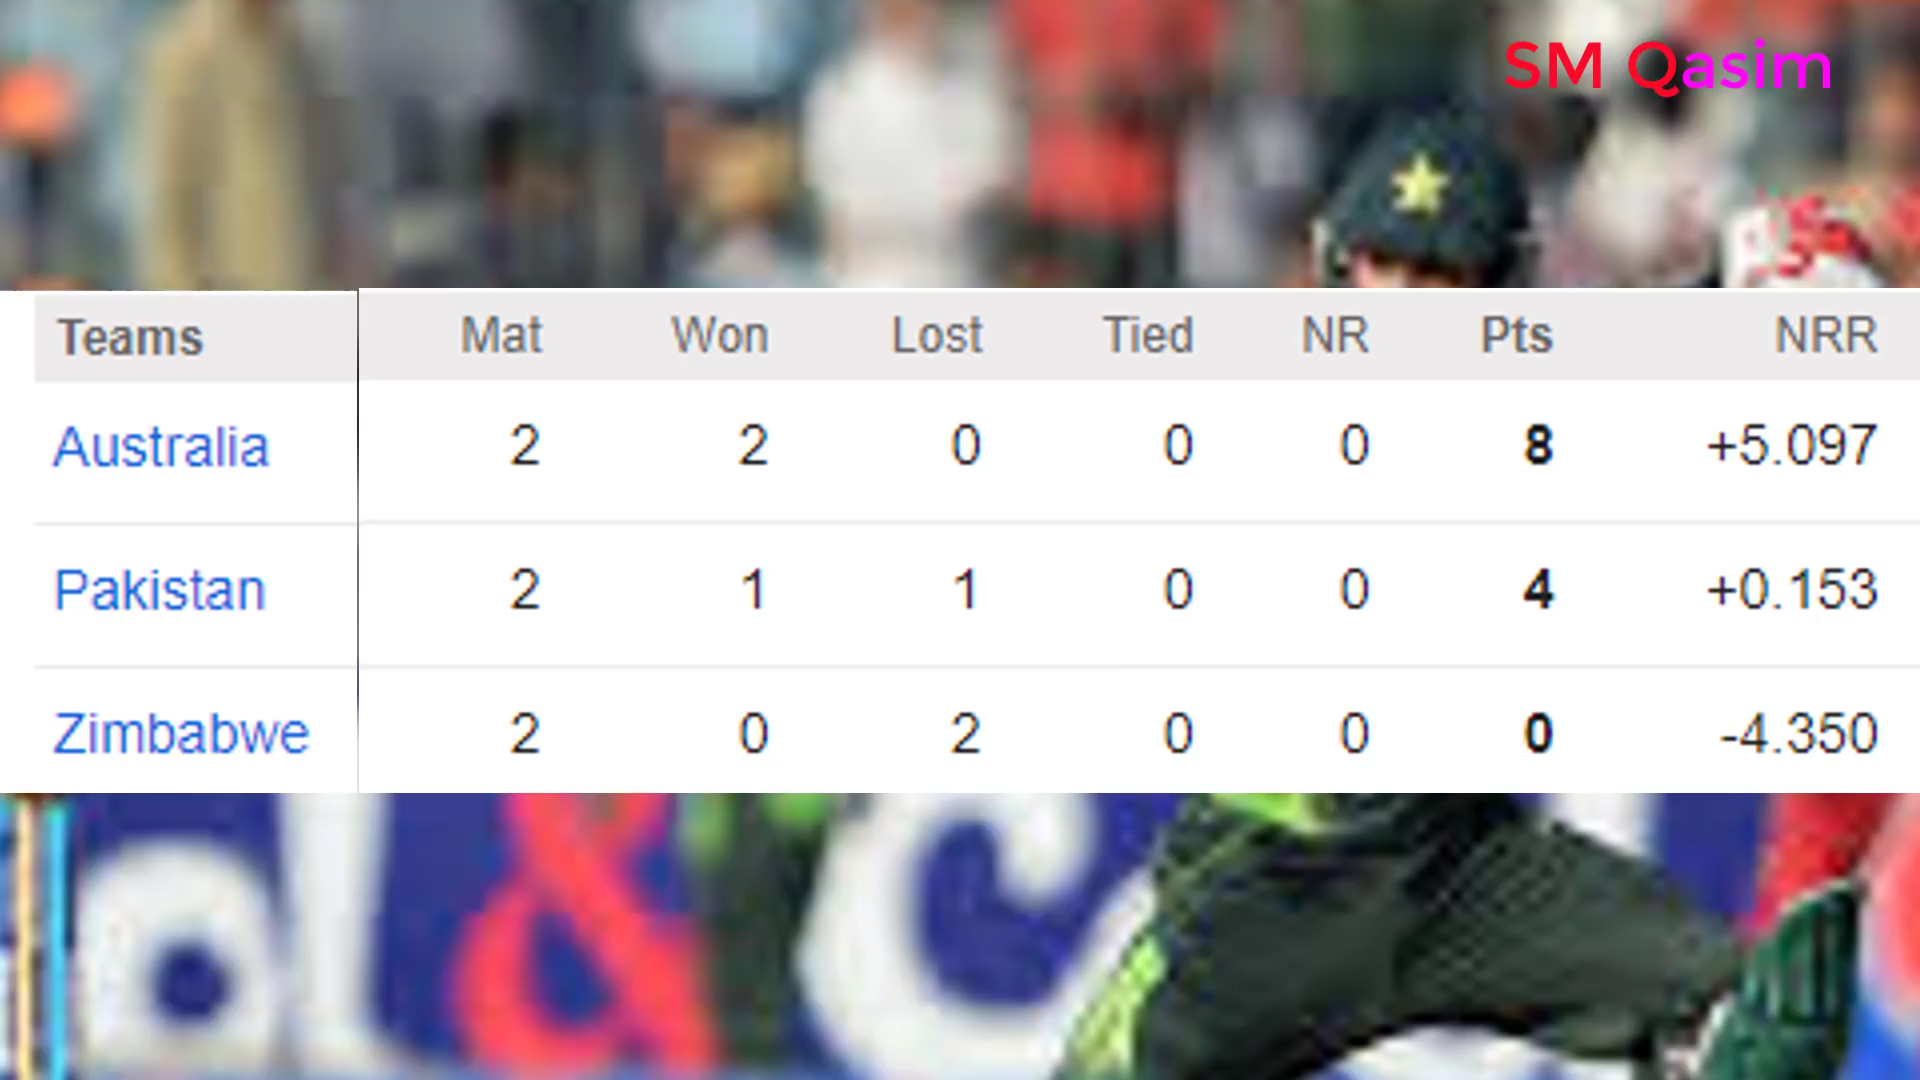 SM Qasim
Teams Mat Won Lost Tied NR Pts NRR
Australia 2 2 0 0 0 8 +5.097
Pakistan 2 1 1 0 0 4 +0.153
Zimbabwe 2 0 2 0 0 0 -4.350
al & C